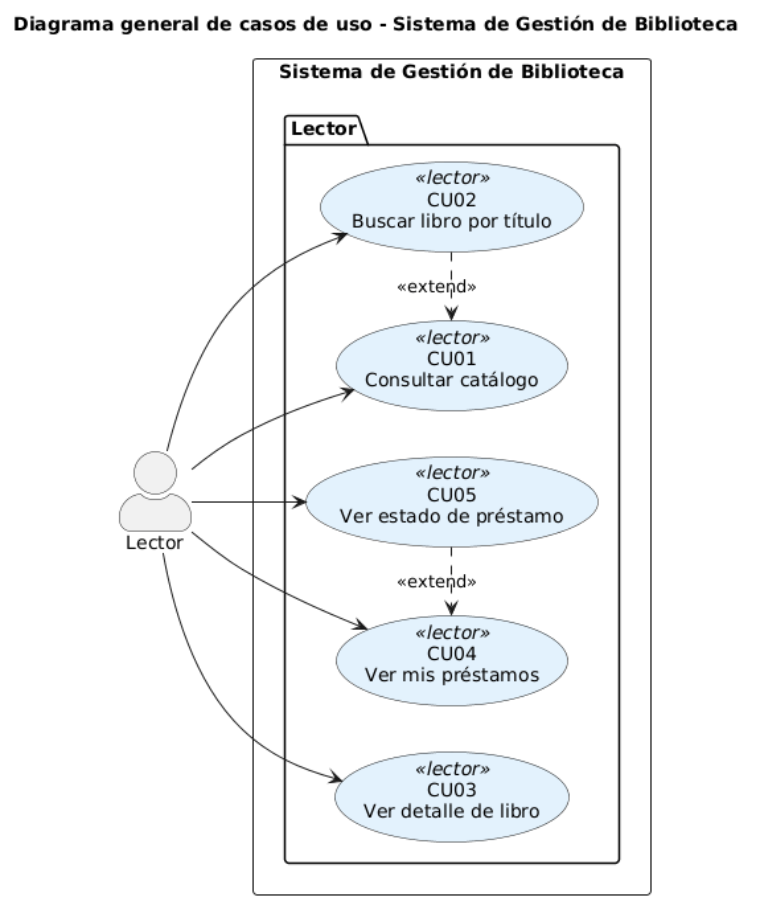 Diagrama general de casos de uso - Sistema de Gestión de Biblioteca
Sistema de Gestión de Biblioteca
Lector
«lector»
CU02
Buscar libro por título
«extend»
«lector»
CU01
Consultar catálogo
«lector»
CU05
Ver estado de préstamo
Lector
«extend»
«lector»
CU04
Ver mis préstamos
«lector»
CU03
Ver detalle de libro